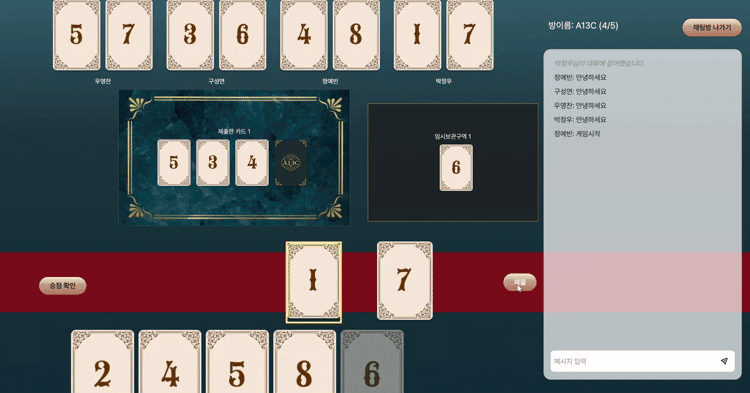 방이름: A13C (4/5)
채팅방 나가기
5 7 3 6 4 8 1 7
우영찬 구성연 정예빈 박정우
박정우님이 대화에 참여했습니다.
정예빈: 안녕하세요
구성연: 안녕하세요
우영찬: 안녕하세요
박정우: 안녕하세요
정예빈: 게임시작
제출한 카드 1
5 3 4 A13C
임시보관구역 1
6
1 7
승점 확인
제출
2 4 5 8 6
메시지 입력